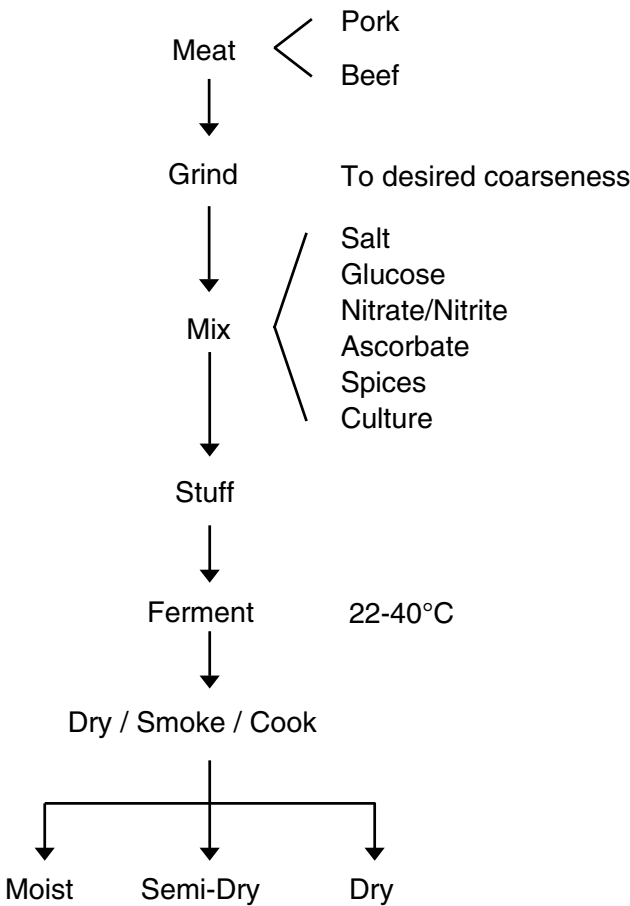 Pork
Meat
Beef
Grind To desired coarseness
Salt
Glucose
Nitrate/Nitrite
Mix
Ascorbate
Spices
Culture
Stuff
Ferment 22-40°C
Dry / Smoke / Cook
Moist Semi-Dry Dry